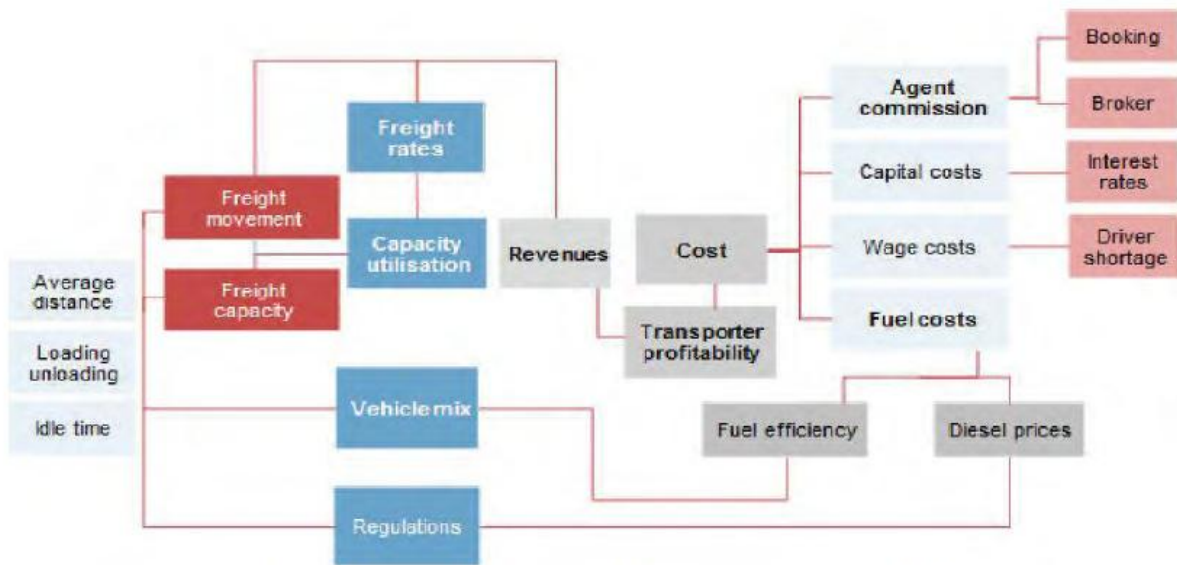 Booking
Agent
commission
Broker
Freight
rates
Capital costs
Interest
rates
Freight
movement
Capacity
utilisation
Revenues
Cost
Wage costs
Driver
shortage
Average
distance
Freight
capacity
Fuel costs
Transporter
profitability
Loading
unloading
Vehicle mix
Fuel efficiency
Diesel prices
Idle time
Regulations